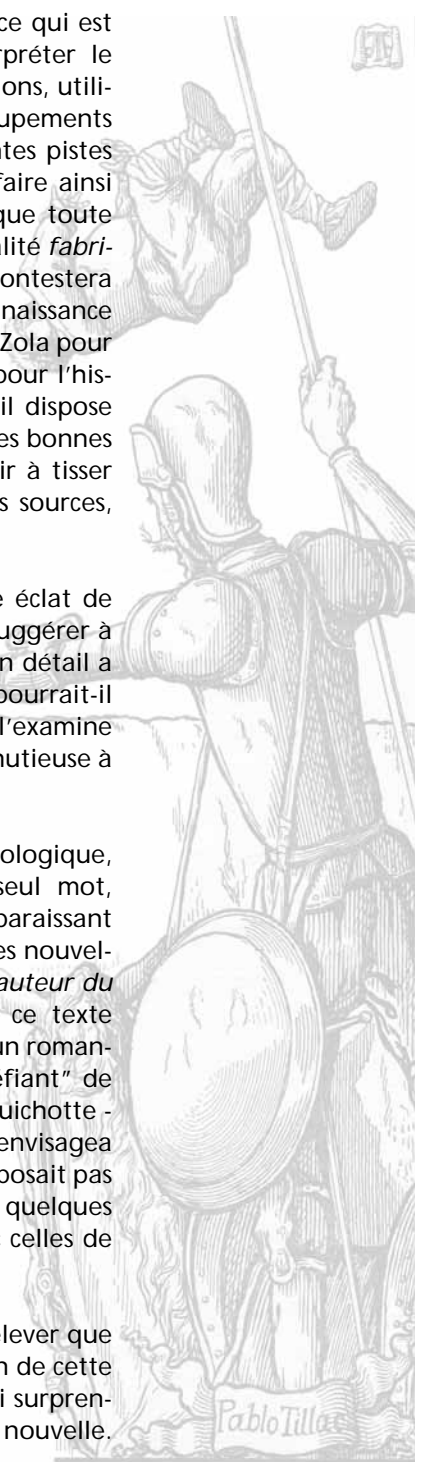 ce qui est
rpréter le
ons, utili-
upements
ntes pistes
faire ainsi
que toute
alité fabri-
ontestera
naissance
Zola pour
pour l'his-
il dispose
es bonnes
ir à tisser
s sources,
e éclat de
uggérer à
n détail a
pourrait-il
l'examine
nutieuse à
ologique,
seul mot,
paraissant
es nouvel-
auteur du
ce texte
un roman-
éfiant" de
uichotte -
envisagea
posait pas
quelques
celles de
elever que
n de cette
i surpren-
nouvelle.
Pablo Tillac